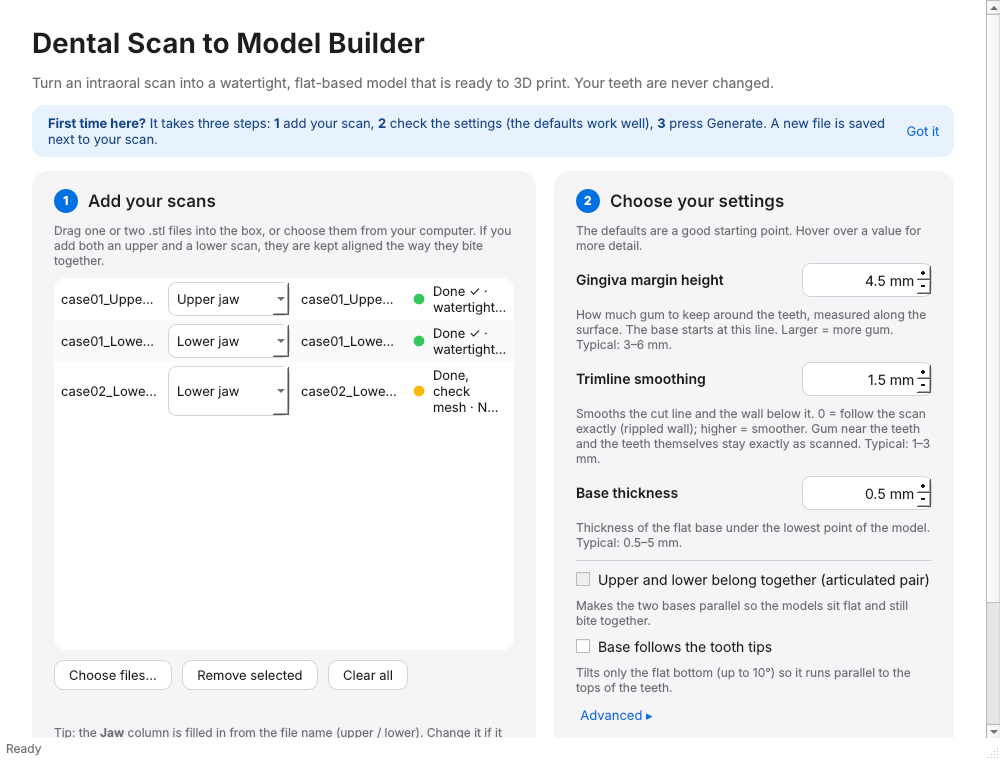 Dental Scan to Model Builder
Turn an intraoral scan into a watertight, flat-based model that is ready to 3D print. Your teeth are never changed.
First time here? It takes three steps: 1 add your scan, 2 check the settings (the defaults work well), 3 press Generate. A new file is saved
next to your scan.
Got it
1 Add your scans
Drag one or two .stl files into the box, or choose them from your computer. If you
add both an upper and a lower scan, they are kept aligned the way they bite
together.
case01_Uppe... Upper jaw case01_Uppe... Done ✓ ·
watertight...
case01_Lowe... Lower jaw case01_Lowe... Done ✓ ·
watertight...
case02_Lowe... Lower jaw case02_Lowe... Done,
check
mesh · N...
Choose files... Remove selected Clear all
Tip: the Jaw column is filled in from the file name (upper / lower). Change it if it
2 Choose your settings
The defaults are a good starting point. Hover over a value for
more detail.
Gingiva margin height 4.5 mm
How much gum to keep around the teeth, measured along the
surface. The base starts at this line. Larger = more gum.
Typical: 3–6 mm.
Trimline smoothing 1.5 mm
Smooths the cut line and the wall below it. 0 = follow the scan
exactly (rippled wall); higher = smoother. Gum near the teeth
and the teeth themselves stay exactly as scanned. Typical: 1–3
mm.
Base thickness 0.5 mm
Thickness of the flat base under the lowest point of the model.
Typical: 0.5–5 mm.
Upper and lower belong together (articulated pair)
Makes the two bases parallel so the models sit flat and still
bite together.
Base follows the tooth tips
Tilts only the flat bottom (up to 10°) so it runs parallel to the
tops of the teeth.
Advanced ▸
Ready